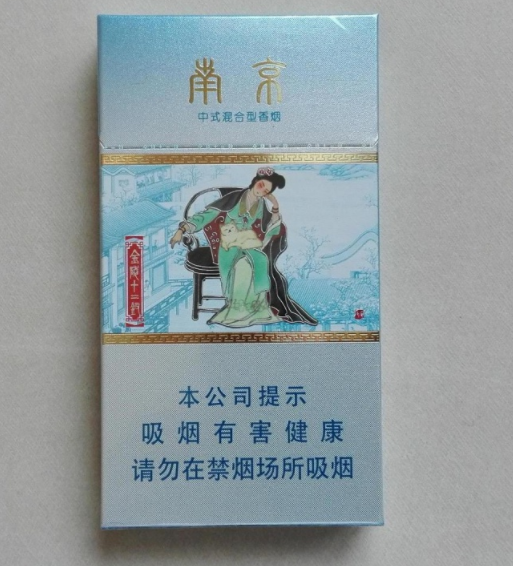 南京
中式混合型香烟
金陵十二钗
本公司提示
吸烟有害健康
请勿在禁烟场所吸烟